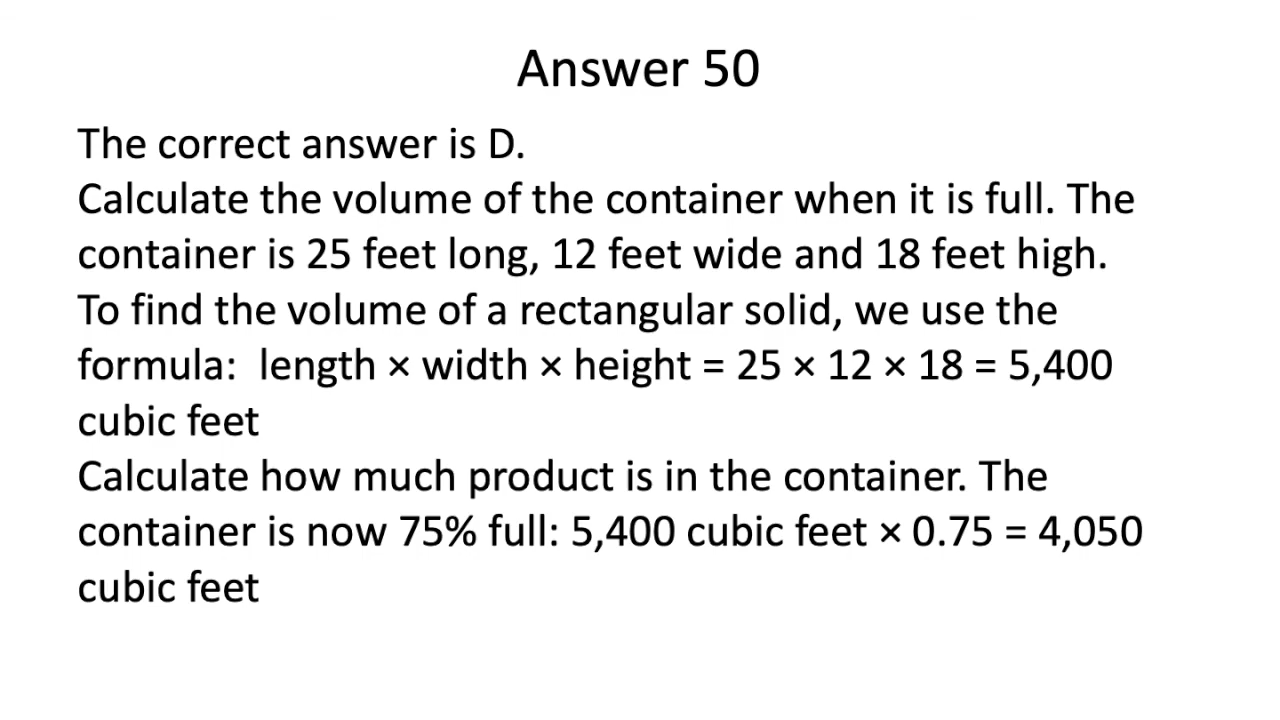 Answer 50
The correct answer is D.
Calculate the volume of the container when it is full. The
container is 25 feet long, 12 feet wide and 18 feet high.
To find the volume of a rectangular solid, we use the
formula:  length × width × height = 25 × 12 × 18 = 5,400
cubic feet
Calculate how much product is in the container. The
container is now 75% full: 5,400 cubic feet × 0.75 = 4,050
cubic feet